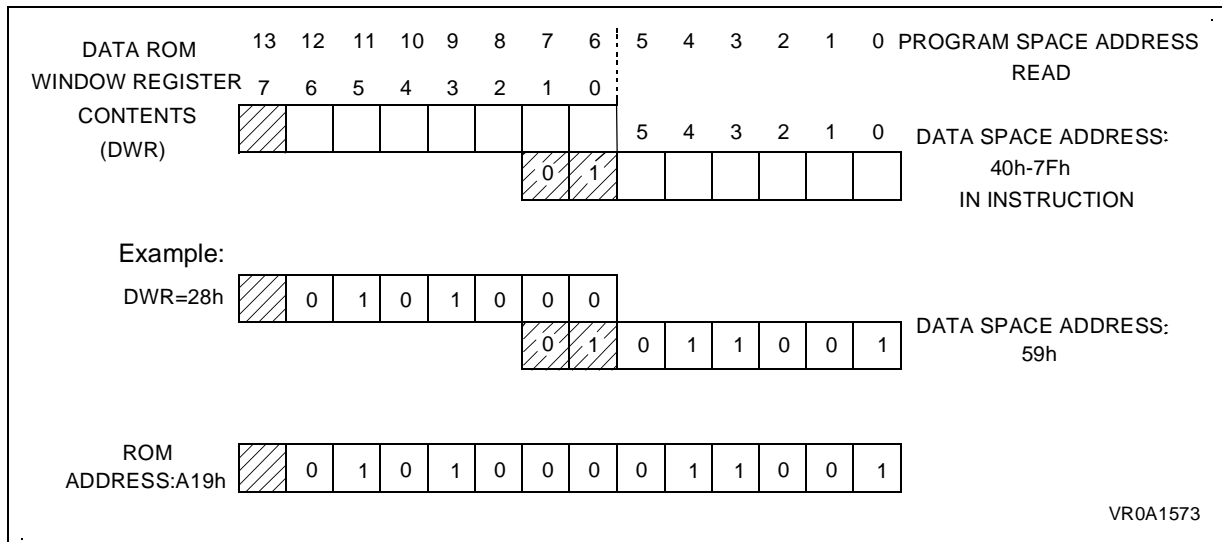 13 12 11 10 9 8 7 6 5 4 3 2 1 0 PROGRAM SPACE ADDRESS
READ
DATA ROM
WINDOW REGISTER
CONTENTS
(DWR)
7 6 5 4 3 2 1 0
5 4 3 2 1 0
0 1
DATA SPACE ADDRESS:
40h-7Fh
IN INSTRUCTION
Example:
DWR=28h 0 1 0 1 0 0 0
0 1 0 1 1 0 0 1
DATA SPACE ADDRESS:
59h
ROM
ADDRESS:A19h 0 1 0 1 0 0 0 0 1 1 0 0 1
VR0A1573